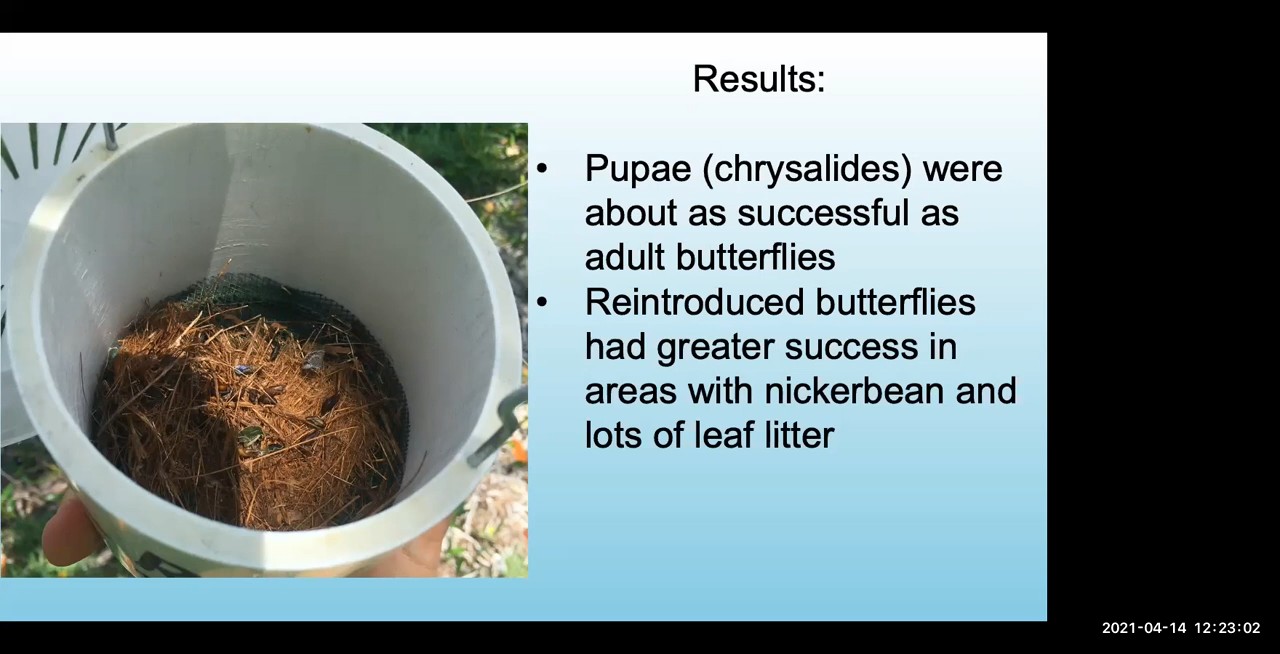 Results:
• Pupae (chrysalides) were
about as successful as
adult butterflies
• Reintroduced butterflies
had greater success in
areas with nickerbean and
lots of leaf litter
2021-04-14 12:23:02